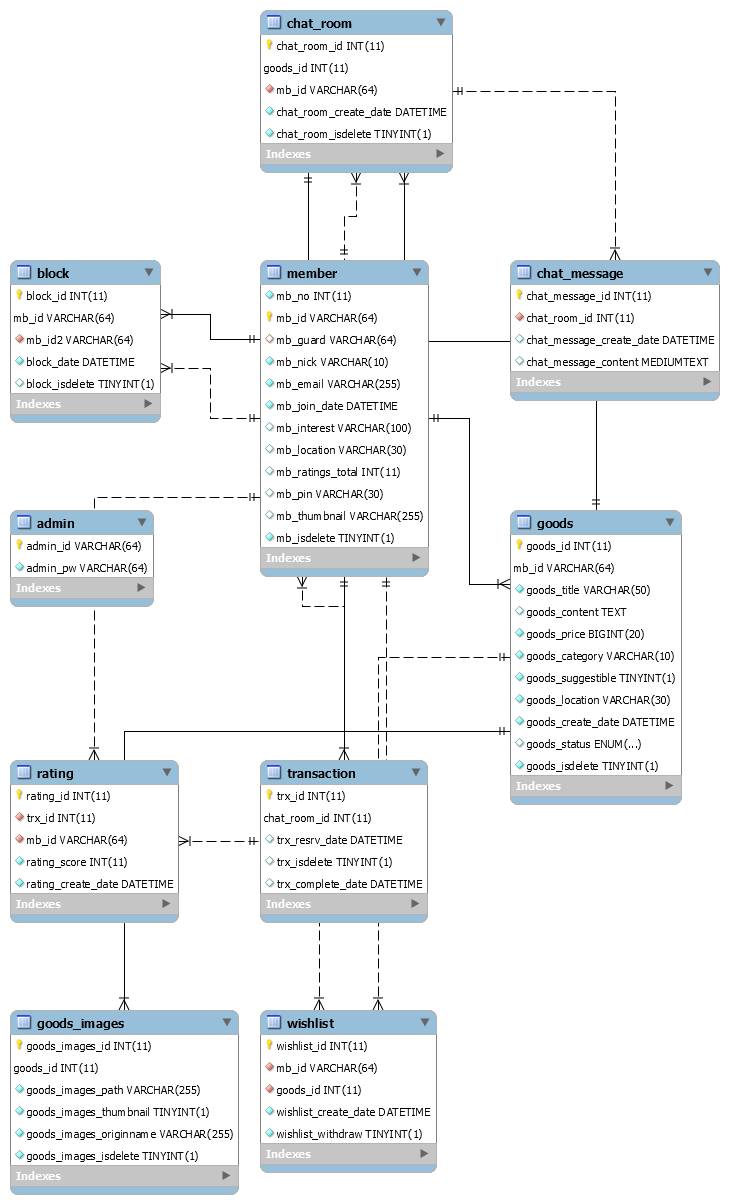 chat_room
chat_room_id INT(11)
goods_id INT(11)
mb_id VARCHAR(64)
chat_room_create_date DATETIME
chat_room_isdelete TINYINT(1)
Indexes
block
block_id INT(11)
mb_id VARCHAR(64)
mb_id2 VARCHAR(64)
block_date DATETIME
block_isdelete TINYINT(1)
Indexes
member
mb_no INT(11)
mb_id VARCHAR(64)
mb_guard VARCHAR(64)
mb_nick VARCHAR(10)
mb_email VARCHAR(255)
mb_join_date DATETIME
mb_interest VARCHAR(100)
mb_location VARCHAR(30)
mb_ratings_total INT(11)
mb_pin VARCHAR(30)
mb_thumbnail VARCHAR(255)
mb_isdelete TINYINT(1)
Indexes
chat_message
chat_message_id INT(11)
chat_room_id INT(11)
chat_message_create_date DATETIME
chat_message_content MEDIUMTEXT
Indexes
admin
admin_id VARCHAR(64)
admin_pw VARCHAR(64)
Indexes
goods
goods_id INT(11)
mb_id VARCHAR(64)
goods_title VARCHAR(50)
goods_content TEXT
goods_price BIGINT(20)
goods_category VARCHAR(10)
goods_suggestible TINYINT(1)
goods_location VARCHAR(30)
goods_create_date DATETIME
goods_status ENUM(...)
goods_isdelete TINYINT(1)
Indexes
rating
rating_id INT(11)
trx_id INT(11)
mb_id VARCHAR(64)
rating_score INT(11)
rating_create_date DATETIME
Indexes
transaction
trx_id INT(11)
chat_room_id INT(11)
trx_resrv_date DATETIME
trx_isdelete TINYINT(1)
trx_complete_date DATETIME
Indexes
goods_images
goods_images_id INT(11)
goods_id INT(11)
goods_images_path VARCHAR(255)
goods_images_thumbnail TINYINT(1)
goods_images_originname VARCHAR(255)
goods_images_isdelete TINYINT(1)
Indexes
wishlist
wishlist_id INT(11)
mb_id VARCHAR(64)
goods_id INT(11)
wishlist_create_date DATETIME
wishlist_withdraw TINYINT(1)
Indexes